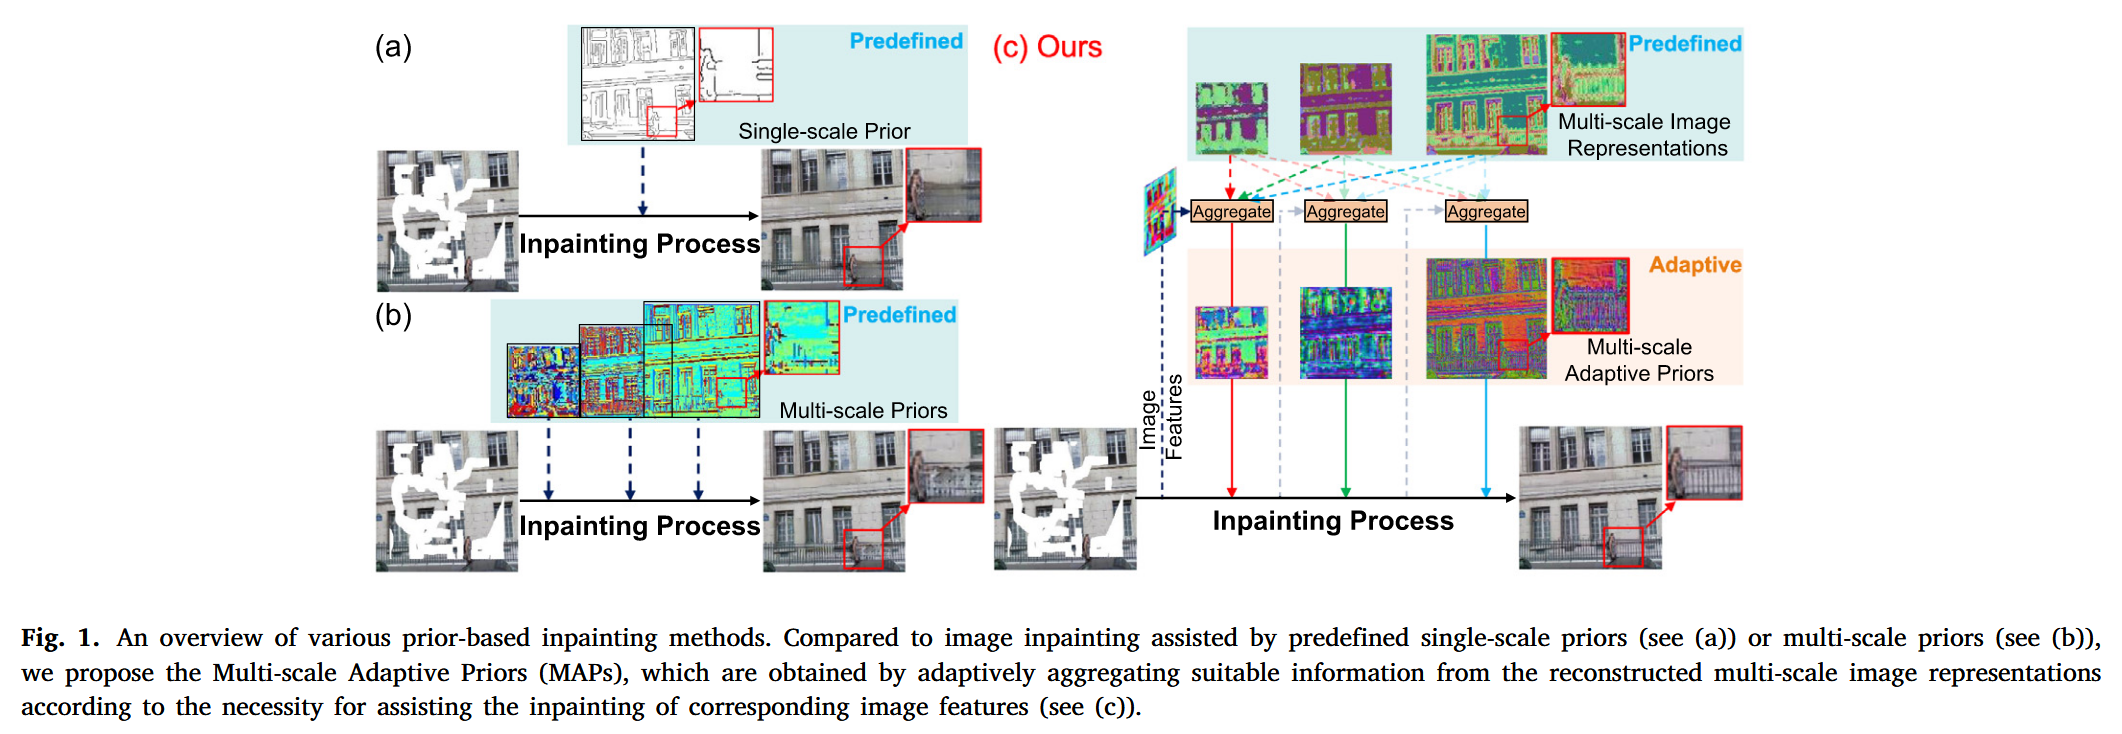 (a)
Predefined
Single-scale Prior
Inpainting Process
(b)
Predefined
Multi-scale Priors
Inpainting Process
(c) Ours
Predefined
Multi-scale Image
Representations
Aggregate
Aggregate
Aggregate
Adaptive
Multi-scale
Adaptive Priors
Image
Features
Inpainting Process
Fig. 1. An overview of various prior-based inpainting methods. Compared to image inpainting assisted by predefined single-scale priors (see (a)) or multi-scale priors (see (b)),
we propose the Multi-scale Adaptive Priors (MAPs), which are obtained by adaptively aggregating suitable information from the reconstructed multi-scale image representations
according to the necessity for assisting the inpainting of corresponding image features (see (c)).